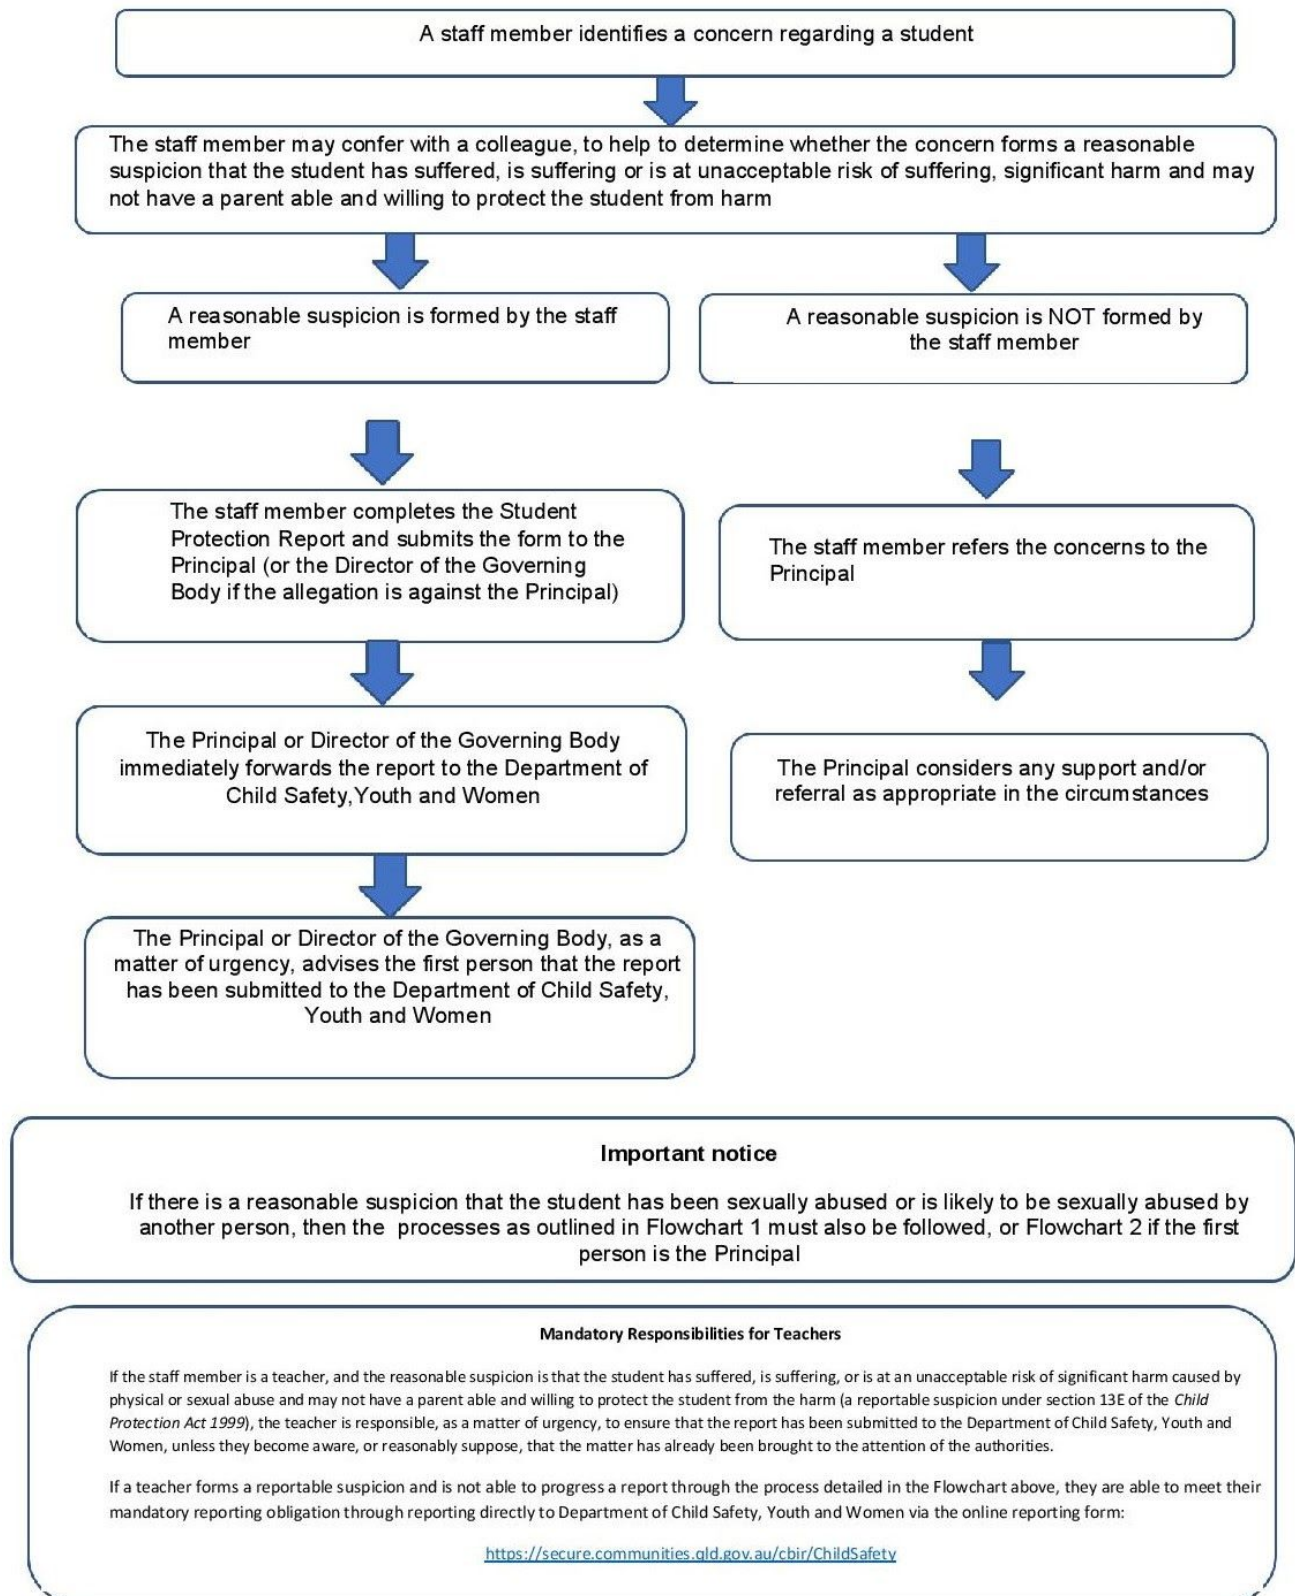 A staff member identifies a concern regarding a student
The staff member may confer with a colleague, to help to determine whether the concern forms a reasonable
suspicion that the student has suffered, is suffering or is at unacceptable risk of suffering, significant harm and may
not have a parent able and willing to protect the student from harm
A reasonable suspicion is formed by the staff
member
A reasonable suspicion is NOT formed by
the staff member
The staff member completes the Student
Protection Report and submits the form to the
Principal (or the Director of the Governing
Body if the allegation is against the Principal)
The staff member refers the concerns to the
Principal
The Principal or Director of the Governing Body
immediately forwards the report to the Department of
Child Safety,Youth and Women
The Principal considers any support and/or
referral as appropriate in the circumstances
The Principal or Director of the Governing Body, as a
matter of urgency, advises the first person that the report
has been submitted to the Department of Child Safety,
Youth and Women
Important notice
If there is a reasonable suspicion that the student has been sexually abused or is likely to be sexually abused by
another person, then the processes as outlined in Flowchart 1 must also be followed, or Flowchart 2 if the first
person is the Principal
Mandatory Responsibilities for Teachers
If the staff member is a teacher, and the reasonable suspicion is that the student has suffered, is suffering, or is at an unacceptable risk of significant harm caused by
physical or sexual abuse and may not have a parent able and willing to protect the student from the harm (a reportable suspicion under section 13E of the Child
Protection Act 1999), the teacher is responsible, as a matter of urgency, to ensure that the report has been submitted to the Department of Child Safety, Youth and
Women, unless they become aware, or reasonably suppose, that the matter has already been brought to the attention of the authorities.
If a teacher forms a reportable suspicion and is not able to progress a report through the process detailed in the Flowchart above, they are able to meet their
mandatory reporting obligation through reporting directly to Department of Child Safety, Youth and Women via the online reporting form:
https://secure.communities.qld.gov.au/cbir/ChildSafety